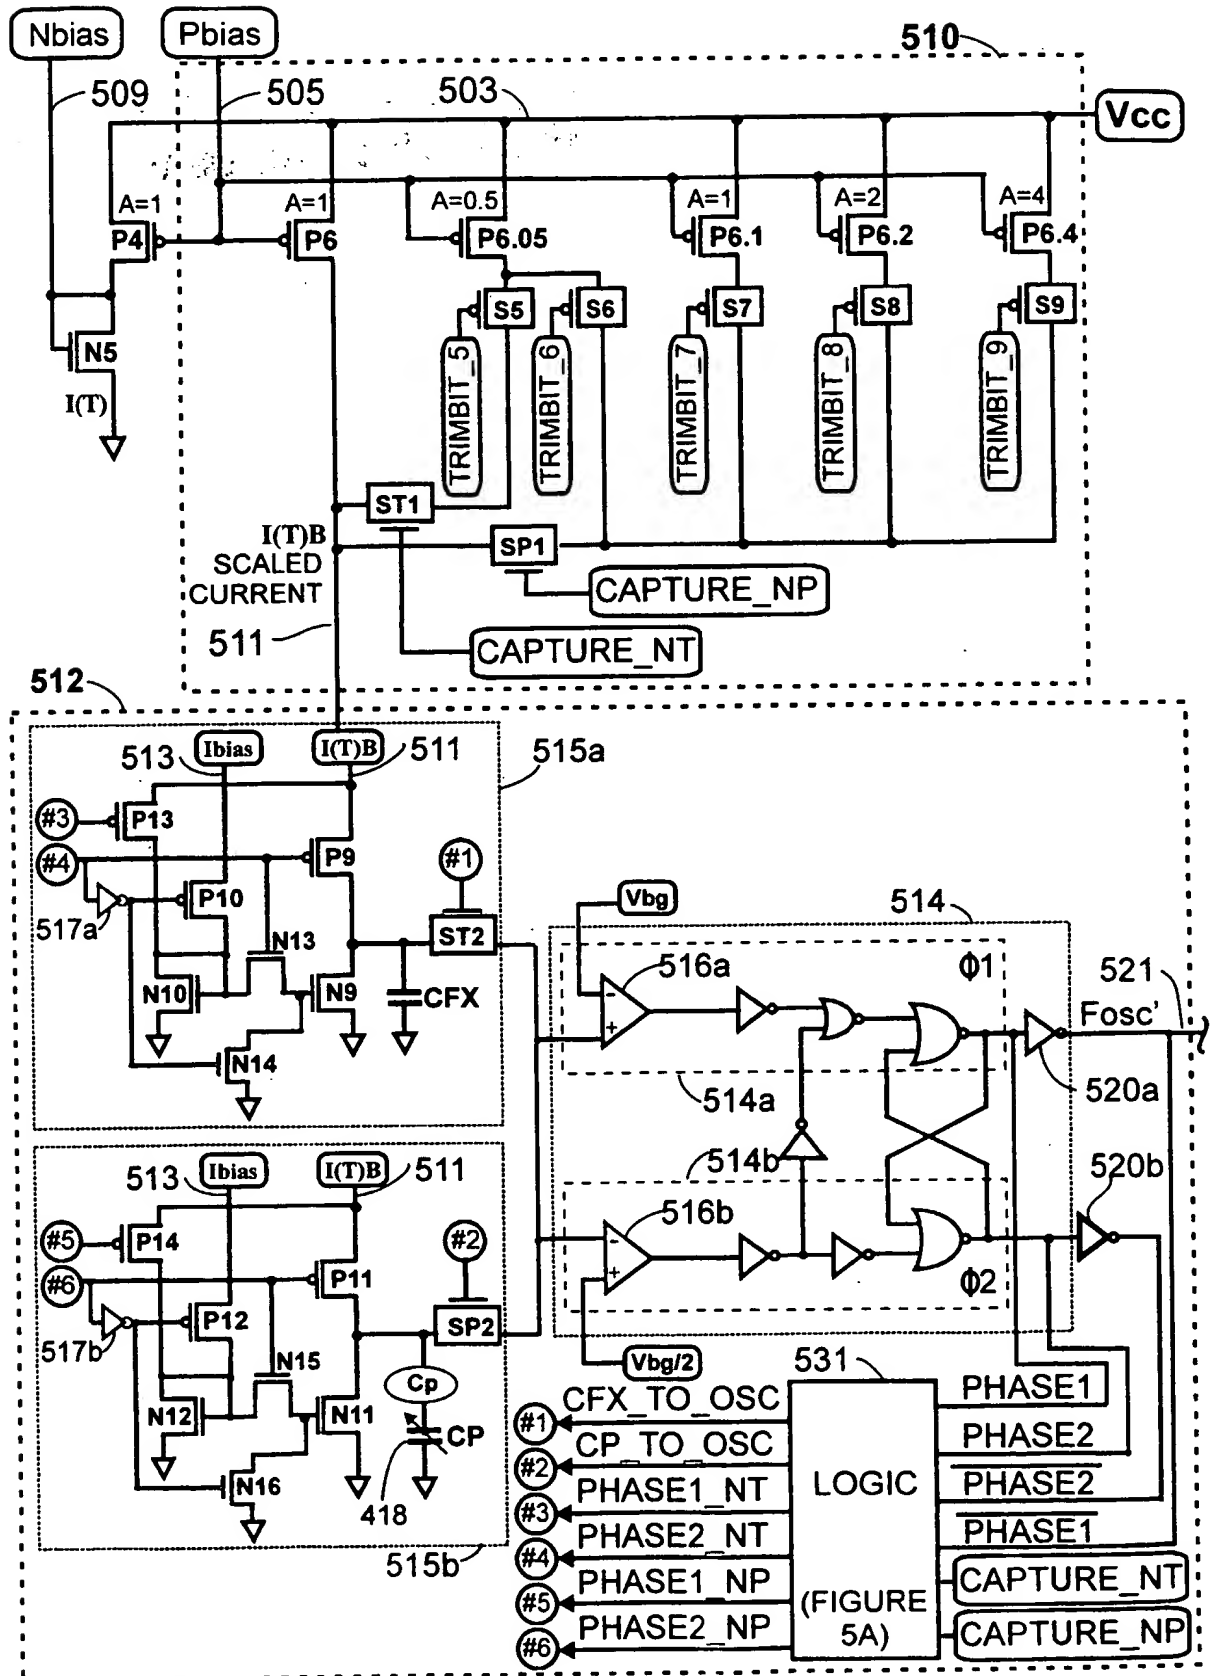 Nbias
Pbias
510
509
505
503
Vcc
A=1
A=1
A=0.5
A=1
A=2
A=4
P4
P6
P6.05
P6.1
P6.2
P6.4
S5
S6
S7
S8
S9
N5
I(T)
TRIMBIT_5
TRIMBIT_6
TRIMBIT_7
TRIMBIT_8
TRIMBIT_9
ST1
I(T)B
SCALED
CURRENT
SP1
CAPTURE_NP
511
CAPTURE_NT
512
513
Ibias
I(T)B
511
515a
#3
P13
#4
P9
#1
P10
517a
N13
ST2
N10
N9
CFX
N14
Vbg
514
516a
Φ1
521
-
+
Fosc'
514a
520a
513
Ibias
I(T)B
511
514b
520b
#5
P14
#2
516b
-
+
#6
P11
P12
SP2
Φ2
517b
N15
Cp
Vbg/2
531
N12
N11
CP
N16
418
515b
#1
CFX_TO_OSC
PHASE1
#2
CP_TO_OSC
PHASE2
#3
PHASE1_NT
LOGIC
PHASE2
#4
PHASE2_NT
PHASE1
#5
PHASE1_NP
(FIGURE
5A)
CAPTURE_NT
#6
PHASE2_NP
CAPTURE_NP